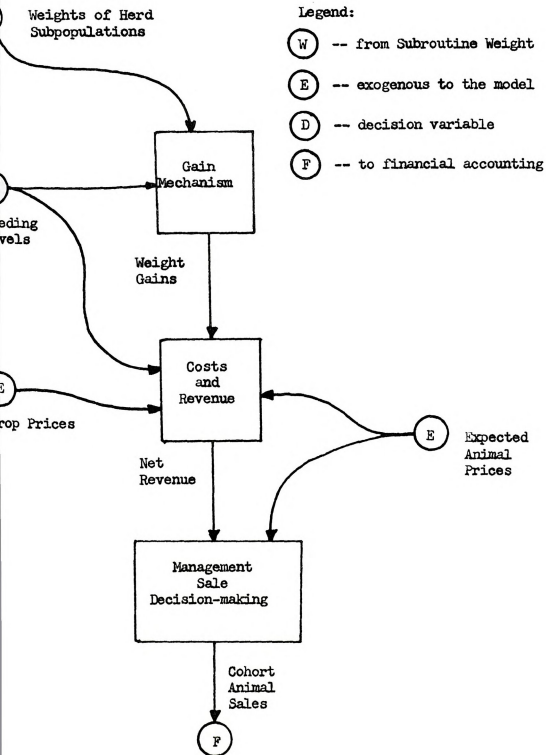 Weights of Herd
Subpopulations
Legend:
W -- from Subroutine Weight
E -- exogenous to the model
D -- decision variable
F -- to financial accounting
Gain
Mechanism
eding
vels
Weight
Gains
Costs
and
Revenue
E
rop Prices
E
Expected
Animal
Prices
Net
Revenue
Management
Sale
Decision-making
Cohort
Animal
Sales
F